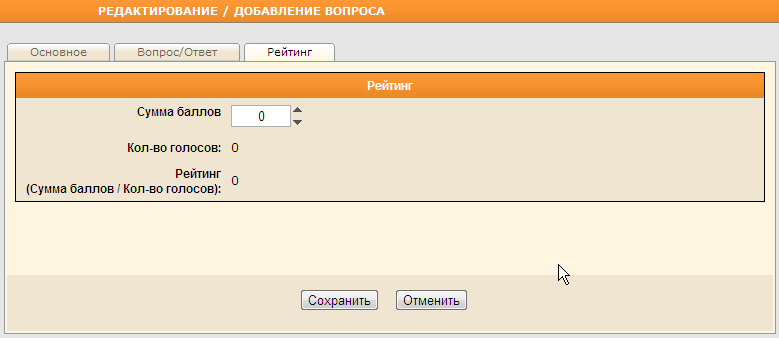 РЕДАКТИРОВАНИЕ / ДОБАВЛЕНИЕ ВОПРОСА
Основное Вопрос/Ответ Рейтинг
Рейтинг
Сумма баллов 0
Кол-во голосов: 0
Рейтинг
(Сумма баллов / Кол-во голосов): 0
Сохранить Отменить